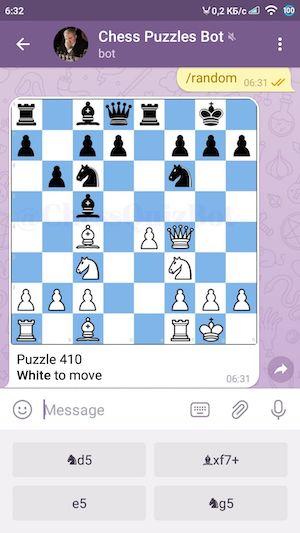 6:32
0,2 КБ/с
100
Chess Puzzles Bot
bot
/random
06:31
@ChessQuizBot
Puzzle 410
White to move
06:31
Message
♞d5
♝xf7+
e5
♞g5